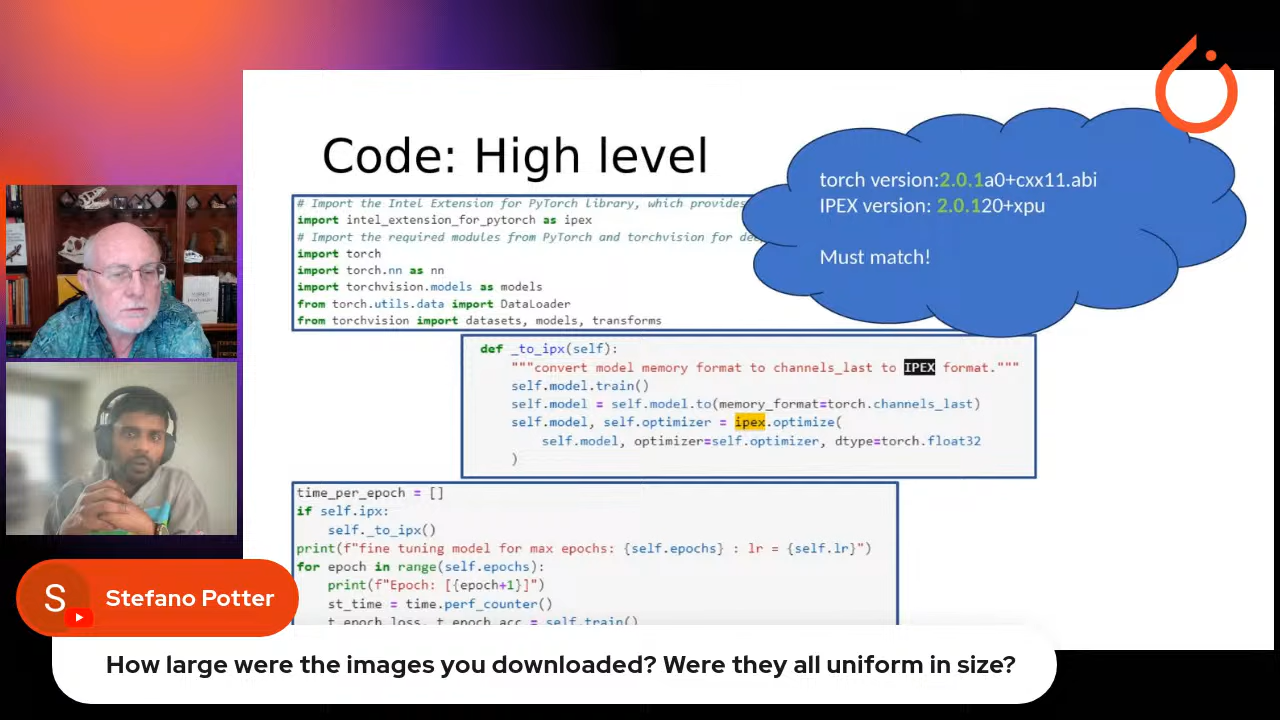 Code: High level
torch version:2.0.1a0+cxx11.abi
IPEX version: 2.0.120+xpu
Must match!
# Import the Intel Extension for PyTorch Library, which provides
import intel_extension_for_pytorch as ipex
# Import the required modules from PyTorch and torchvision for
import torch
import torch.nn as nn
import torchvision.models as models
from torch.utils.data import DataLoader
from torchvision import datasets, models, transforms
def _to_ipx(self):
"""convert model memory format to channels_last to IPEX format."""
self.model.train()
self.model = self.model.to(memory_format=torch.channels_last)
self.model, self.optimizer = ipex.optimize(
self.model, optimizer=self.optimizer, dtype=torch.float32
)
time_per_epoch = []
if self.ipx:
self._to_ipx()
print(f"fine tuning model for max epochs: {self.epochs} : lr = {self.lr}")
for epoch in range(self.epochs):
print(f"Epoch: [{epoch+1}]")
st_time = time.perf_counter()
t_epoch_loss, t_epoch_acc = self.train()
S
Stefano Potter
How large were the images you downloaded? Were they all uniform in size?